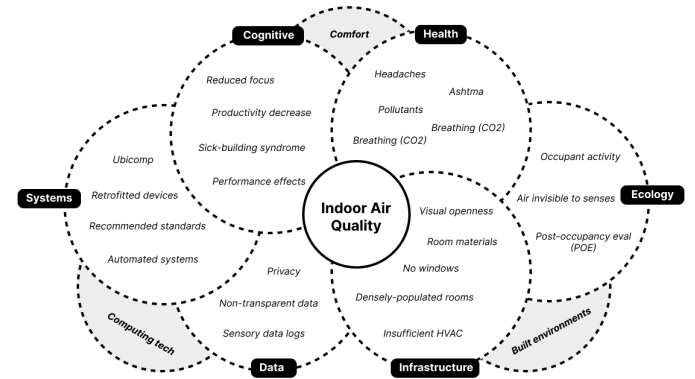 Cognitive
Comfort
Health
Reduced focus
Productivity decrease
Sick-building syndrome
Performance effects
Headaches
Ashtma
Pollutants
Breathing (CO2)
Breathing (CO2)
Systems
Ubicomp
Retrofitted devices
Recommended standards
Automated systems
Indoor Air
Quality
Ecology
Occupant activity
Air invisible to senses
Post-occupancy eval
(POE)
Visual openness
Room materials
No windows
Densely-populated rooms
Insufficient HVAC
Privacy
Non-transparent data
Sensory data logs
Computing tech
Built environments
Data
Infrastructure